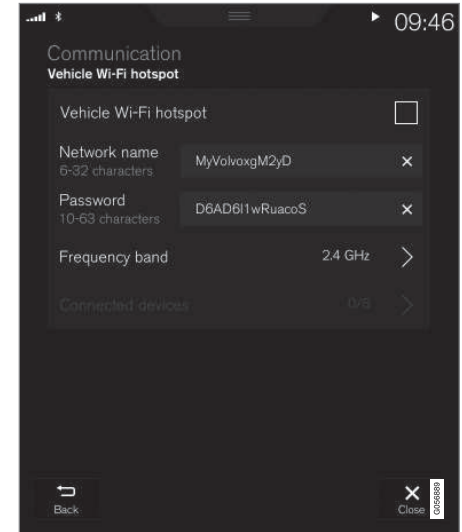 09:46
Communication
Vehicle Wi-Fi hotspot
Vehicle Wi-Fi hotspot
Network name
6-32 characters
MyVolvoxgM2yD
Password
10-63 characters
D6AD6I1wRuacoS
Frequency band 2.4 GHz
Connected devices 0/8
Back
Close
G056889